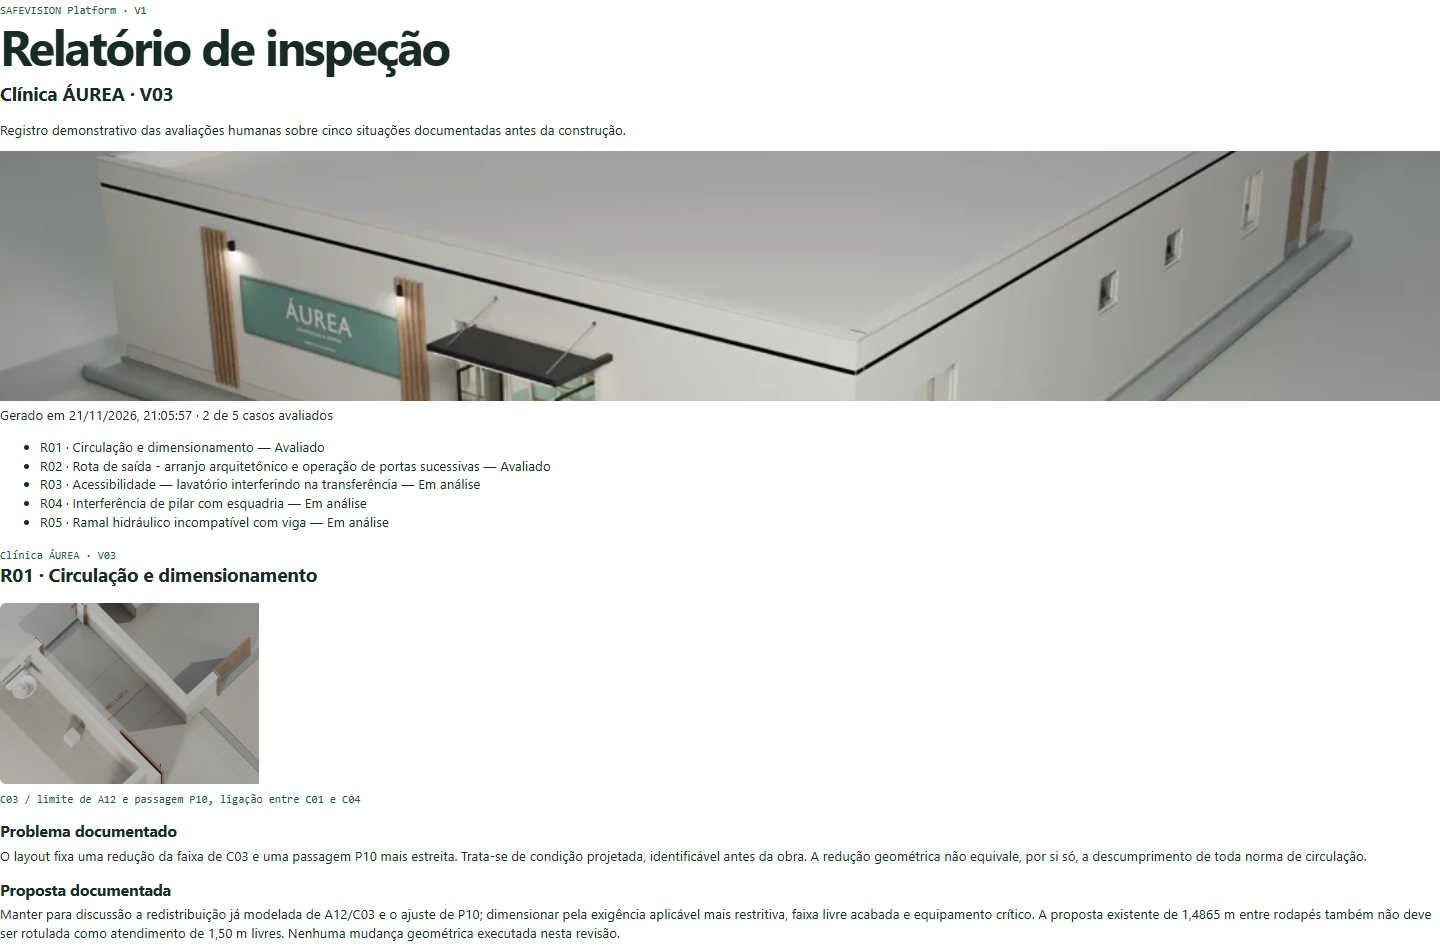 SAFEVISION Platform · V1
Relatório de inspeção
Clínica ÁUREA · V03
Registro demonstrativo das avaliações humanas sobre cinco situações documentadas antes da construção.
ÁUREA
Gerado em 21/11/2026, 21:05:57 · 2 de 5 casos avaliados
R01 · Circulação e dimensionamento — Avaliado
R02 · Rota de saída - arranjo arquitetônico e operação de portas sucessivas — Avaliado
R03 · Acessibilidade — lavatório interferindo na transferência — Em análise
R04 · Interferência de pilar com esquadria — Em análise
R05 · Ramal hidráulico incompatível com viga — Em análise
Clínica ÁUREA · V03
R01 · Circulação e dimensionamento
C03 / limite de A12 e passagem P10, ligação entre C01 e C04
Problema documentado
O layout fixa uma redução da faixa de C03 e uma passagem P10 mais estreita. Trata-se de condição projetada, identificável antes da obra. A redução geométrica não equivale, por si só, a descumprimento de toda norma de circulação.
Proposta documentada
Manter para discussão a redistribuição já modelada de A12/C03 e o ajuste de P10; dimensionar pela exigência aplicável mais restritiva, faixa livre acabada e equipamento crítico. A proposta existente de 1,4865 m entre rodapés também não deve
ser rotulada como atendimento de 1,50 m livres. Nenhuma mudança geométrica executada nesta revisão.